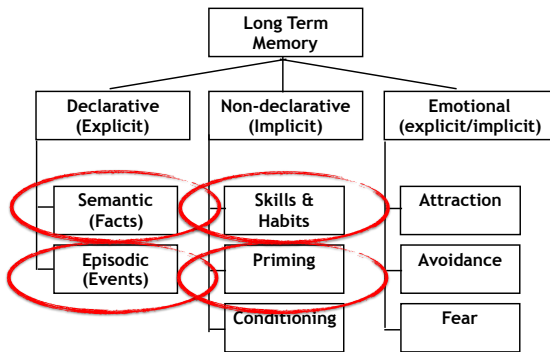 Long Term
Memory
Declarative
(Explicit)
Non-declarative
(Implicit)
Emotional
(explicit/implicit)
Semantic
(Facts)
Skills &
Habits
Attraction
Episodic
(Events)
Priming
Avoidance
Conditioning
Fear